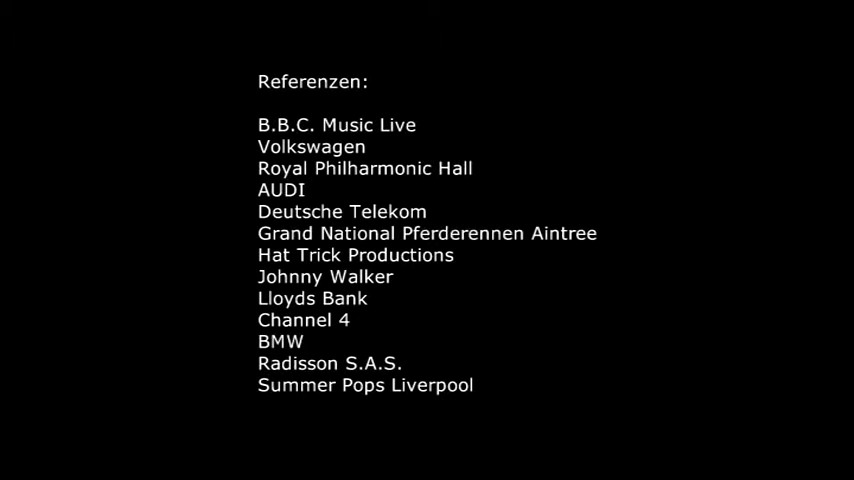 Referenzen:
B.B.C. Music Live
Volkswagen
Royal Philharmonic Hall
AUDI
Deutsche Telekom
Grand National Pferderennen Aintree
Hat Trick Productions
Johnny Walker
Lloyds Bank
Channel 4
BMW
Radisson S.A.S.
Summer Pops Liverpool